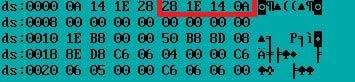 ds:0000 0A 14 1E 28 28 1E 14 0A ◙¶▲((▲¶◙
ds:0008 00 00 00 00 00 00 00 00
ds:0010 1E B8 00 00 50 B8 8D 08
ds:0018 8E D8 C6 06 04 00 00 C6
ds:0020 06 05 00 00 C6 06 06 00